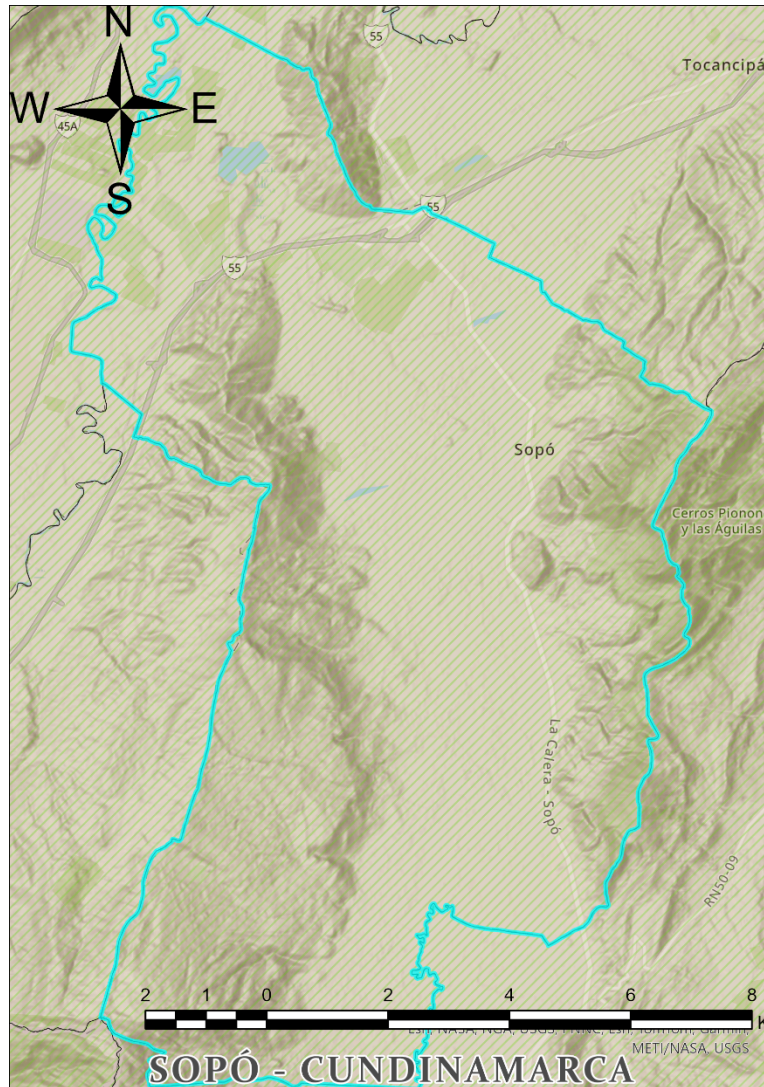 N
55
Tocancipá
W
E
45A
S
55
55
Sopó
Cerros Pionon
y las Águilas
La Calera - Sopó
RN50-09
2 1 0 2 4 6 8
K
METI/NASA, USGS
SOPÓ - CUNDINAMARCA